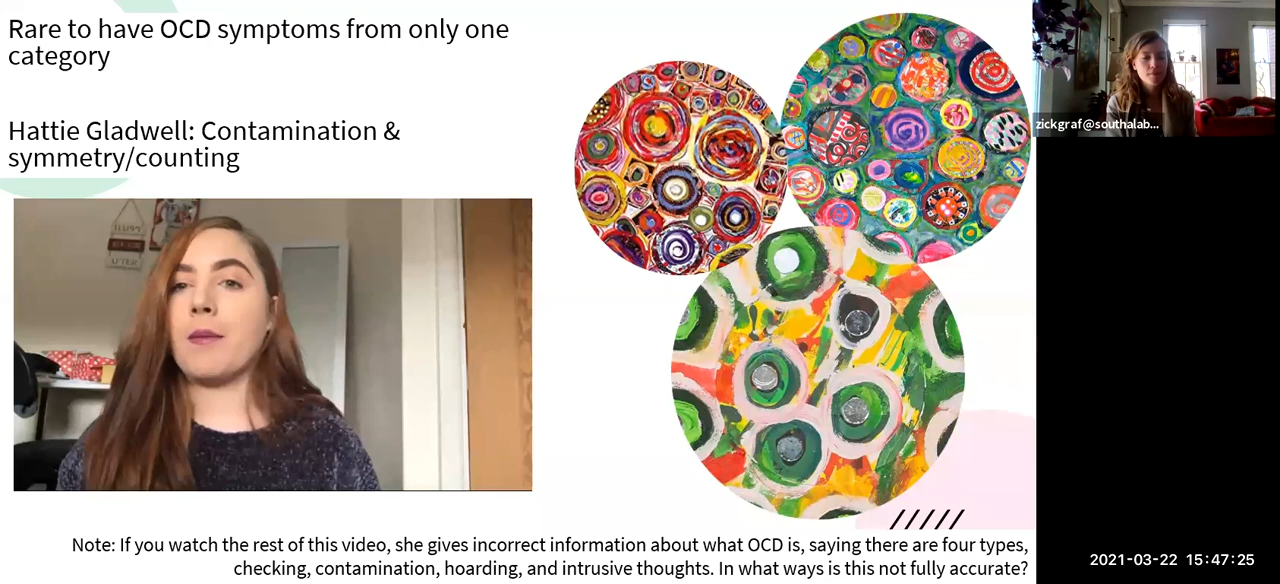 Rare to have OCD symptoms from only one
category
Hattie Gladwell: Contamination &
symmetry/counting
zickgraf@southalab...
Note: If you watch the rest of this video, she gives incorrect information about what OCD is, saying there are four types,
checking, contamination, hoarding, and intrusive thoughts. In what ways is this not fully accurate?
2021-03-22 15:47:25